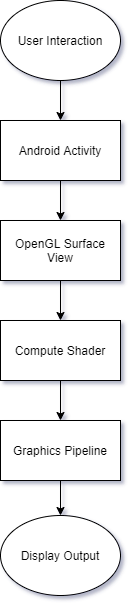 User Interaction
Android Activity
OpenGL Surface
View
Compute Shader
Graphics Pipeline
Display Output